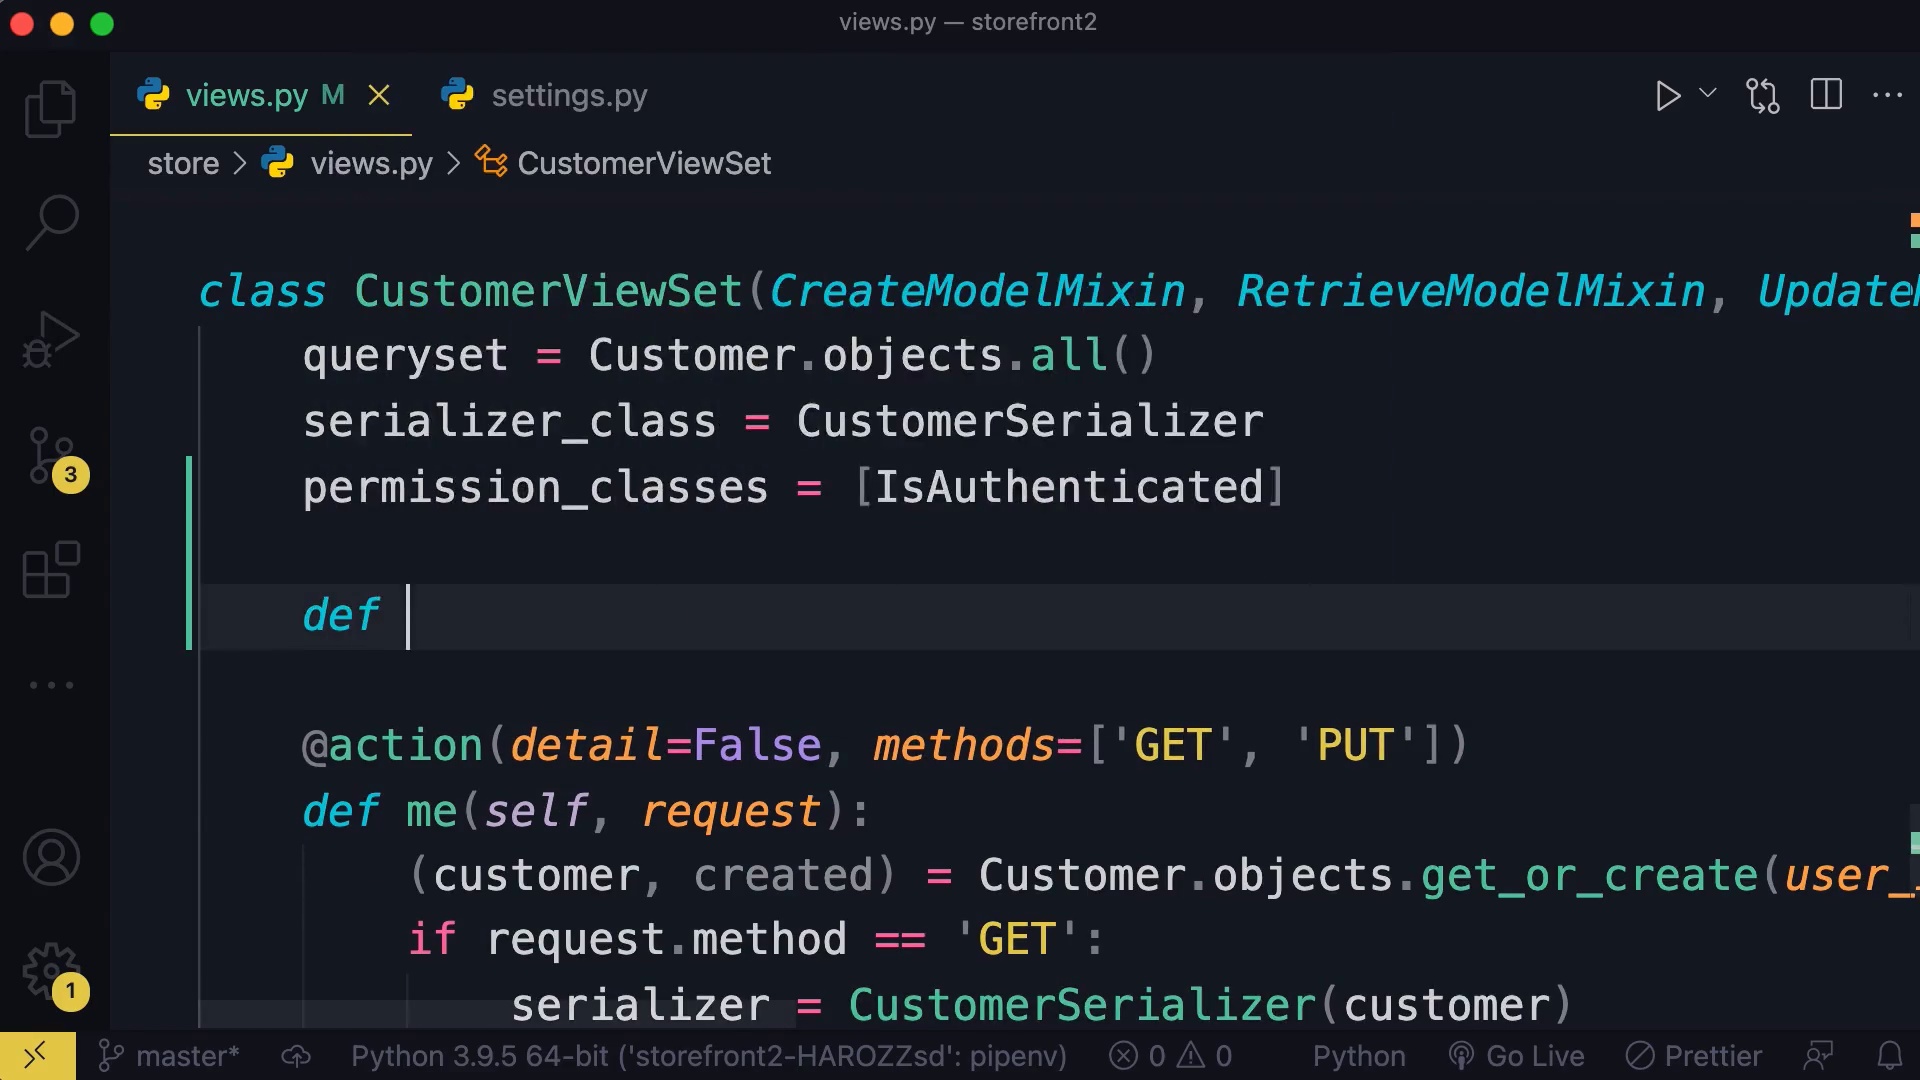 views.py — storefront2
views.py M settings.py
store > views.py > CustomerViewSet
class CustomerViewSet(CreateModelMixin, RetrieveModelMixin, Update
queryset = Customer.objects.all()
serializer_class = CustomerSerializer
permission_classes = [IsAuthenticated]
def
@action(detail=False, methods=['GET', 'PUT'])
def me(self, request):
(customer, created) = Customer.objects.get_or_create(user_
if request.method == 'GET':
serializer = CustomerSerializer(customer)
3
1
master* Python 3.9.5 64-bit ('storefront2-HAROZZsd': pipenv) 0 0 Python Go Live Prettier